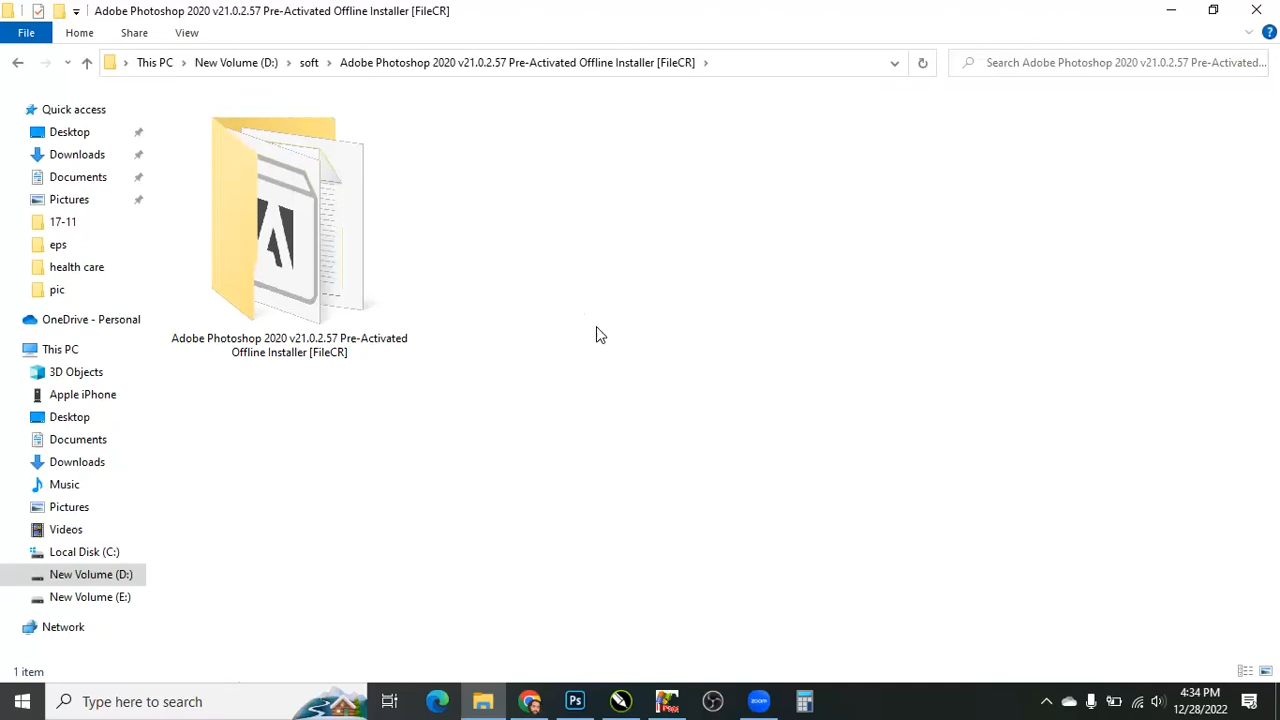 Adobe Photoshop 2020 v21.0.2.57 Pre-Activated Offline Installer [FileCR]
File Home Share View
This PC New Volume (D:) soft Adobe Photoshop 2020 v21.0.2.57 Pre-Activated Offline Installer [FileCR]
Search Adobe Photoshop 2020 v21.0.2.57 Pre-Activated...
Quick access
Desktop
Downloads
Documents
Pictures
17-11
eps
health care
pic
OneDrive - Personal
This PC
3D Objects
Apple iPhone
Desktop
Documents
Downloads
Music
Pictures
Videos
Local Disk (C:)
New Volume (D:)
New Volume (E:)
Network
Adobe Photoshop 2020 v21.0.2.57 Pre-Activated
Offline Installer [FileCR]
1 item
Type here to search
Ps
zoom
4:34 PM
12/28/2022